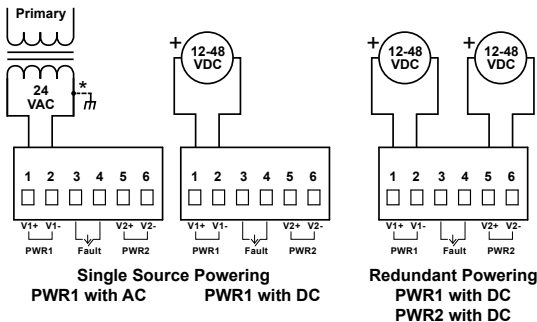 Primary
24
VAC
*
1 2 3 4 5 6
V1+ V1- V2+ V2-
PWR1 Fault PWR2
+
12-48
VDC
1 2 3 4 5 6
V1+ V1- V2+ V2-
PWR1 Fault PWR2
Single Source Powering
PWR1 with AC PWR1 with DC
+ +
12-48 12-48
VDC VDC
1 2 3 4 5 6
V1+ V1- V2+ V2-
PWR1 Fault PWR2
Redundant Powering
PWR1 with DC
PWR2 with DC